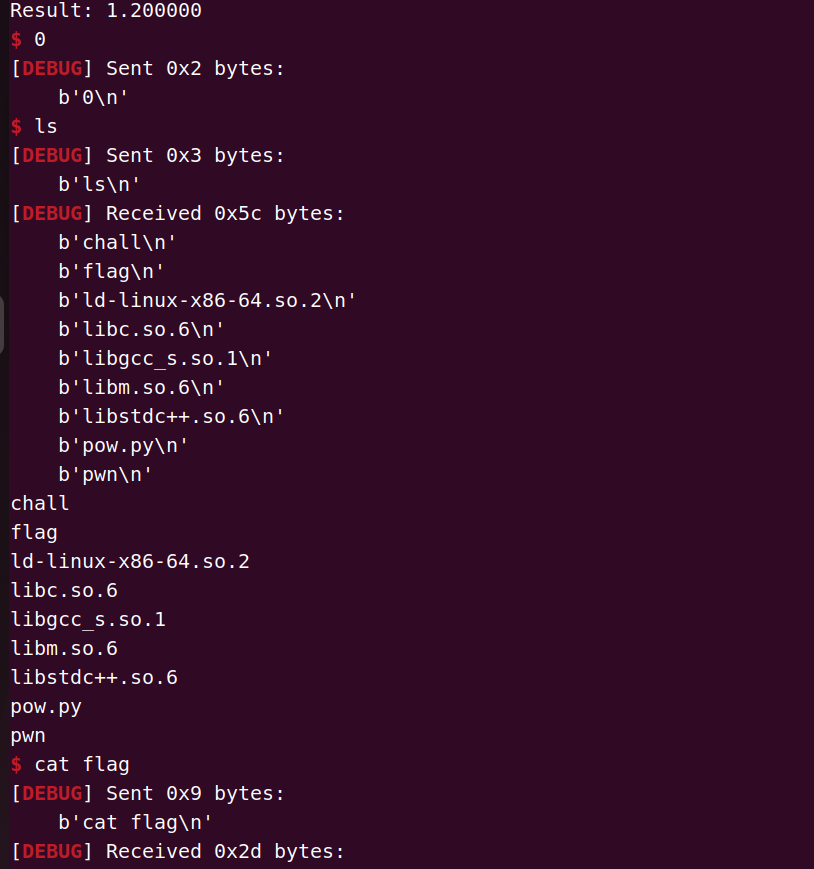 Result: 1.200000
$ 0
[DEBUG] Sent 0x2 bytes:
    b'0\n'
$ ls
[DEBUG] Sent 0x3 bytes:
    b'ls\n'
[DEBUG] Received 0x5c bytes:
    b'chall\n'
    b'flag\n'
    b'ld-linux-x86-64.so.2\n'
    b'libc.so.6\n'
    b'libgcc_s.so.1\n'
    b'libm.so.6\n'
    b'libstdc++.so.6\n'
    b'pow.py\n'
    b'pwn\n'
chall
flag
ld-linux-x86-64.so.2
libc.so.6
libgcc_s.so.1
libm.so.6
libstdc++.so.6
pow.py
pwn
$ cat flag
[DEBUG] Sent 0x9 bytes:
    b'cat flag\n'
[DEBUG] Received 0x2d bytes: